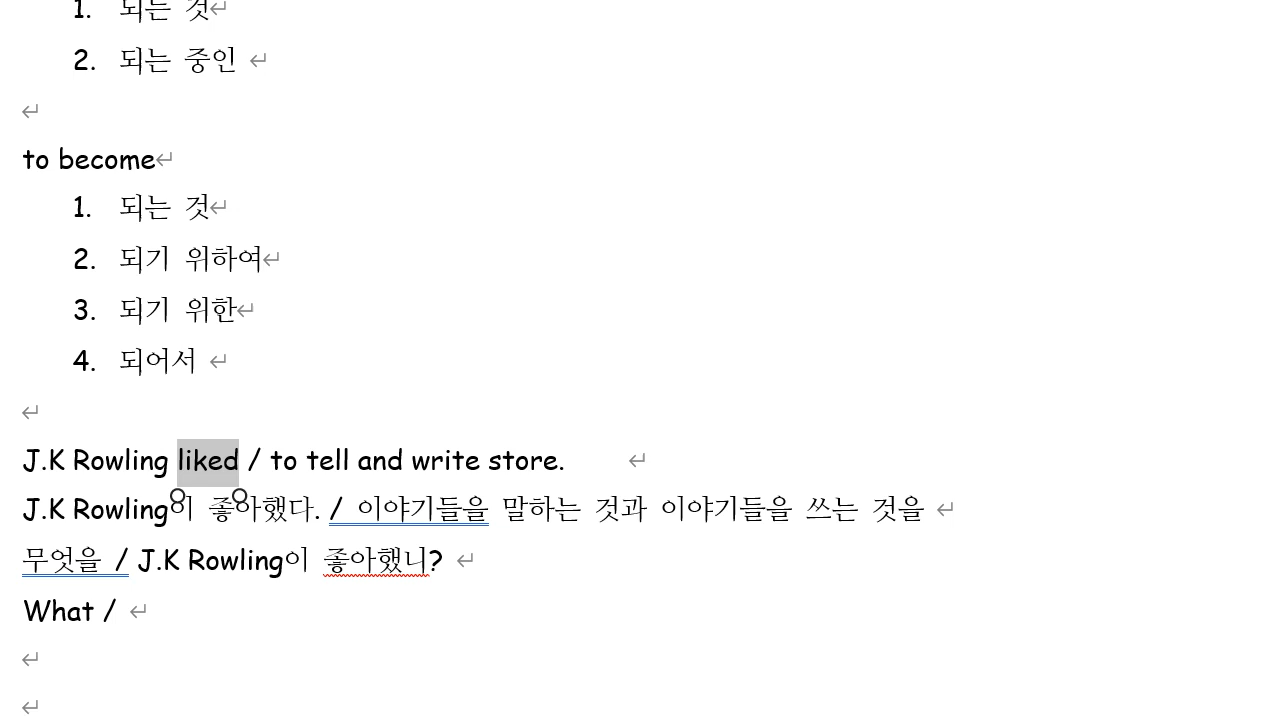 1. 되는 것
2. 되는 중인
to become
1. 되는 것
2. 되기 위하여
3. 되기 위한
4. 되어서
J.K Rowling liked / to tell and write store.
J.K Rowling이 좋아했다. / 이야기들을 말하는 것과 이야기들을 쓰는 것을
무엇을 / J.K Rowling이 좋아했니?
What /